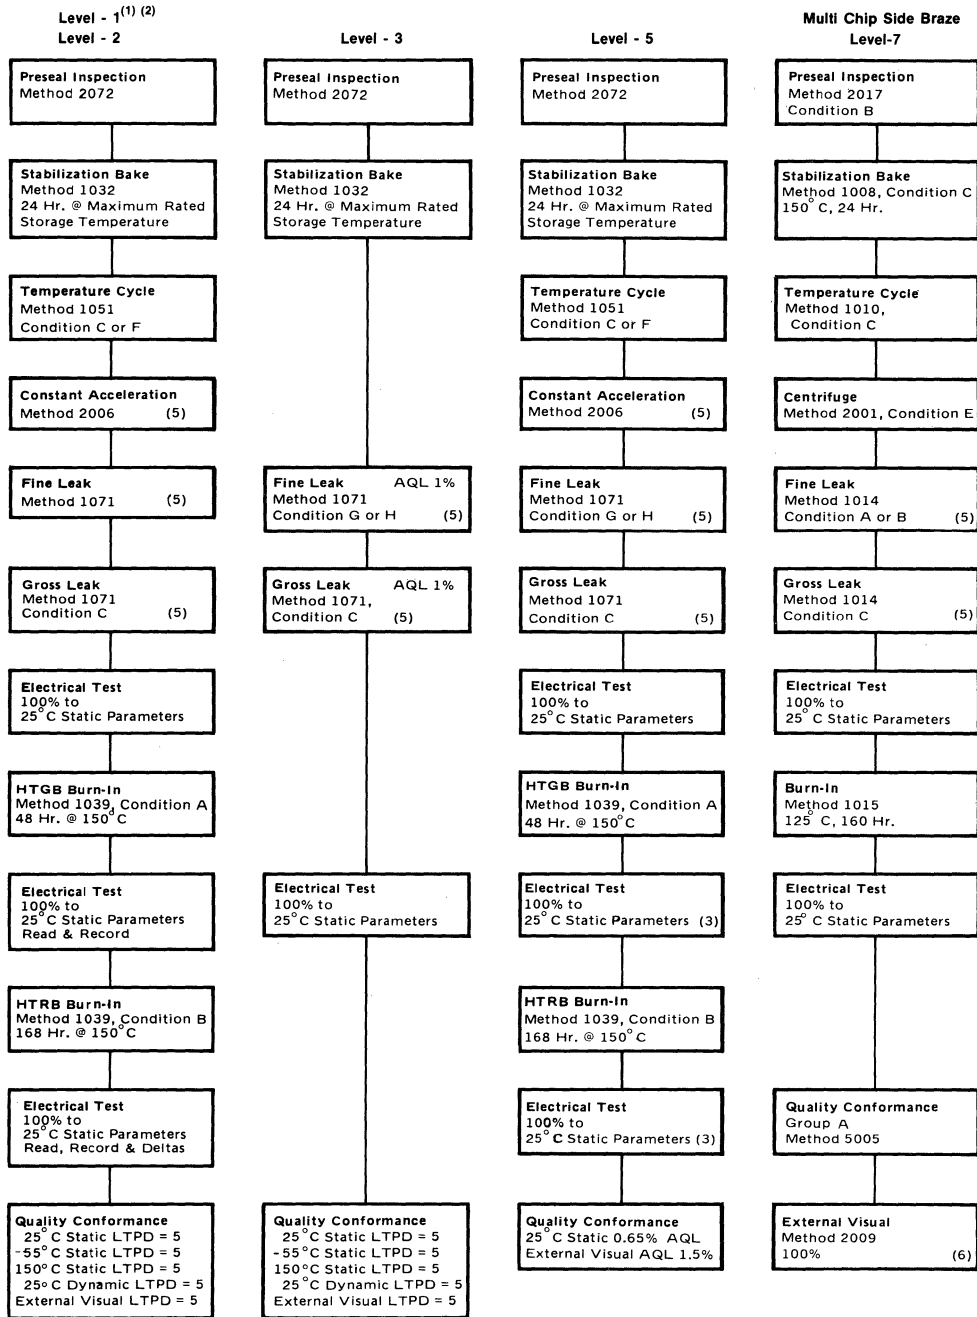 Level - 1(1) (2)
Level - 2
Preseal Inspection
Method 2072
Stabilization Bake
Method 1032
24 Hr. @ Maximum Rated
Storage Temperature
Temperature Cycle
Method 1051
Condition C or F
Constant Acceleration
Method 2006 (5)
Fine Leak
Method 1071 (5)
Gross Leak
Method 1071
Condition C (5)
Electrical Test
100% to
25°C Static Parameters
HTGB Burn-In
Method 1039, Condition A
48 Hr. @ 150°C
Electrical Test
100% to
25°C Static Parameters
Read & Record
HTRB Burn-In
Method 1039, Condition B
168 Hr. @ 150°C
Electrical Test
100% to
25°C Static Parameters
Read, Record & Deltas
Quality Conformance
25°C Static LTPD = 5
-55°C Static LTPD = 5
150°C Static LTPD = 5
25°C Dynamic LTPD = 5
External Visual LTPD = 5
Level - 3
Preseal Inspection
Method 2072
Stabilization Bake
Method 1032
24 Hr. @ Maximum Rated
Storage Temperature
Fine Leak AQL 1%
Method 1071
Condition G or H (5)
Gross Leak AQL 1%
Method 1071,
Condition C (5)
Electrical Test
100% to
25°C Static Parameters
Quality Conformance
25°C Static LTPD = 5
-55°C Static LTPD = 5
150°C Static LTPD = 5
25°C Dynamic LTPD = 5
External Visual LTPD = 5
Level - 5
Preseal Inspection
Method 2072
Stabilization Bake
Method 1032
24 Hr. @ Maximum Rated
Storage Temperature
Temperature Cycle
Method 1051
Condition C or F
Constant Acceleration
Method 2006 (5)
Fine Leak
Method 1071
Condition G or H (5)
Gross Leak
Method 1071
Condition C (5)
Electrical Test
100% to
25°C Static Parameters
HTGB Burn-In
Method 1039, Condition A
48 Hr. @ 150°C
Electrical Test
100% to
25°C Static Parameters (3)
HTRB Burn-In
Method 1039, Condition B
168 Hr. @ 150°C
Electrical Test
100% to
25°C Static Parameters (3)
Quality Conformance
25°C Static 0.65% AQL
External Visual AQL 1.5%
Multi Chip Side Braze
Level-7
Preseal Inspection
Method 2017
Condition B
Stabilization Bake
Method 1008, Condition C
150°C, 24 Hr.
Temperature Cycle
Method 1010,
Condition C
Centrifuge
Method 2001, Condition E
Fine Leak
Method 1014
Condition A or B (5)
Gross Leak
Method 1014
Condition C (5)
Electrical Test
100% to
25°C Static Parameters
Burn-In
Method 1015
125°C, 160 Hr.
Electrical Test
100% to
25°C Static Parameters
Quality Conformance
Group A
Method 5005
External Visual
Method 2009
100% (6)